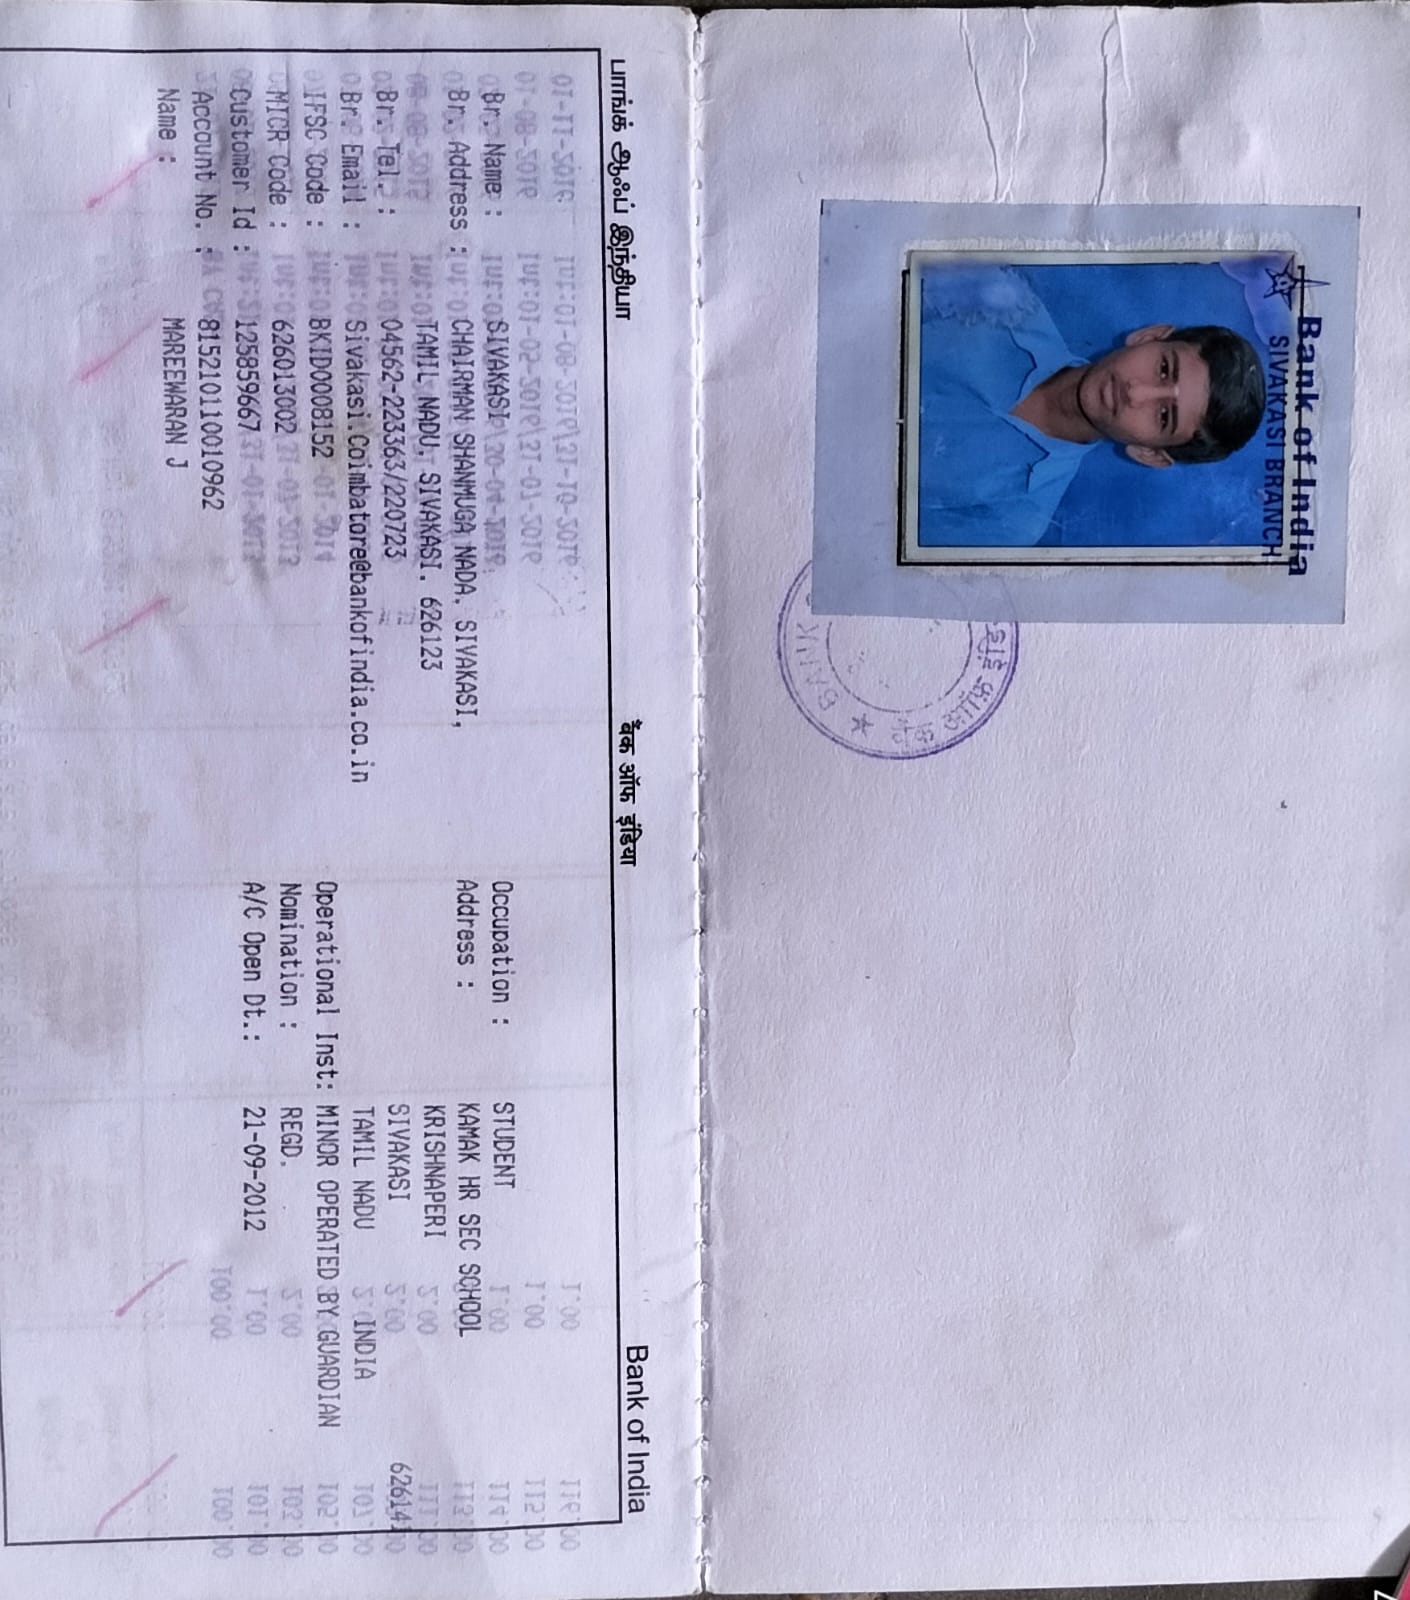 Bank of India
SIVAKASI BRANCH
BANK
பாங்க் ஆஃப் இந்தியா
बैंक ऑफ इंडिया
Bank of India
Br. Name : SIVAKASI
Br. Address : CHAIRMAN SHANMUGA NADA, SIVAKASI,
TAMIL NADU, SIVAKASI. 626123
Br. Tel. : 04562-223363/220723
Br. Email : Sivakasi.Coimbatore@bankofindia.co.in
IFSC Code : BKID0008152
MICR Code : 626013002
Customer Id : 125859667
Account No. : 815210110010962
Name : MAREEWARAN J
Occupation : STUDENT
Address : KAMAK HR SEC SCHOOL
KRISHNAPERI
SIVAKASI 62614
TAMIL NADU INDIA
Operational Inst: MINOR OPERATED BY GUARDIAN
Nomination : REGD.
A/C Open Dt.: 21-09-2012